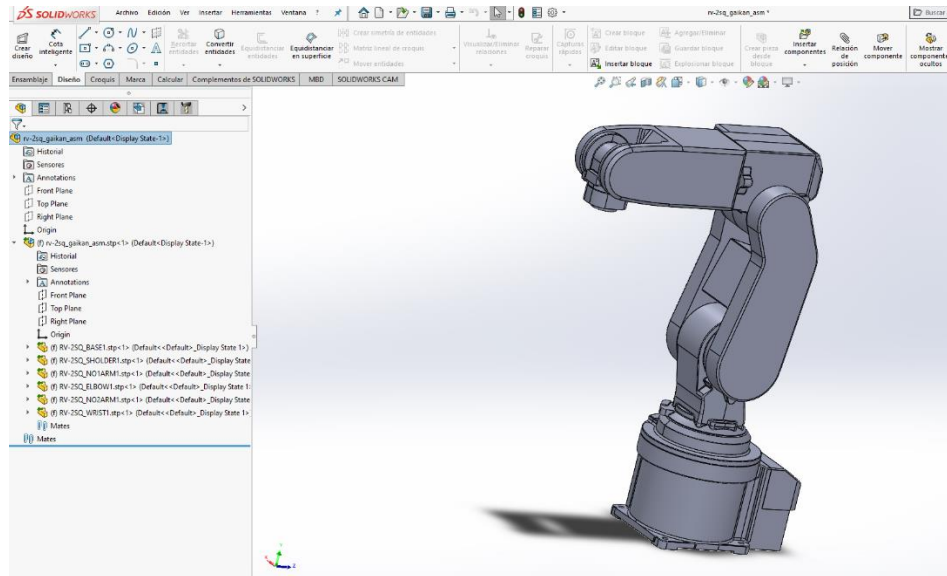 SOLIDWORKS
Archivo Edición Ver Insertar Herramientas Ventana ?
rv-2sq_gaikan_asm *
Buscar
Crear diseño
Cota inteligente
Recortar entidades
Convertir entidades
Equidistanciar entidades
Equidistanciar en superficie
Crear simetría de entidades
Matriz lineal de croquis
Mover entidades
Visualizar/Eliminar relaciones
Reparar croquis
Capturas rápidas
Crear bloque
Editar bloque
Insertar bloque
Agregar/Eliminar
Guardar bloque
Explosionar bloque
Crear pieza desde bloque
Insertar componentes
Relación de posición
Mover componente
Mostrar componentes ocultos
Ensamblaje Diseño Croquis Marca Calcular Complementos de SOLIDWORKS MBD SOLIDWORKS CAM
rv-2sq_gaikan_asm (Default<Display State-1>)
Historial
Sensores
Annotations
Front Plane
Top Plane
Right Plane
Origin
(f) rv-2sq_gaikan_asm.stp<1> (Default<Display State-1>)
Historial
Sensores
Annotations
Front Plane
Top Plane
Right Plane
Origin
(f) RV-2SQ_BASE1.stp<1> (Default<<Default>_Display State 1>)
(f) RV-2SQ_SHOLDER1.stp<1> (Default<<Default>_Display State
(f) RV-2SQ_NO1ARM1.stp<1> (Default<<Default>_Display State
(f) RV-2SQ_ELBOW1.stp<1> (Default<<Default>_Display State 1>
(f) RV-2SQ_NO2ARM1.stp<1> (Default<<Default>_Display State
(f) RV-2SQ_WRIST1.stp<1> (Default<<Default>_Display State 1>
Mates
Mates